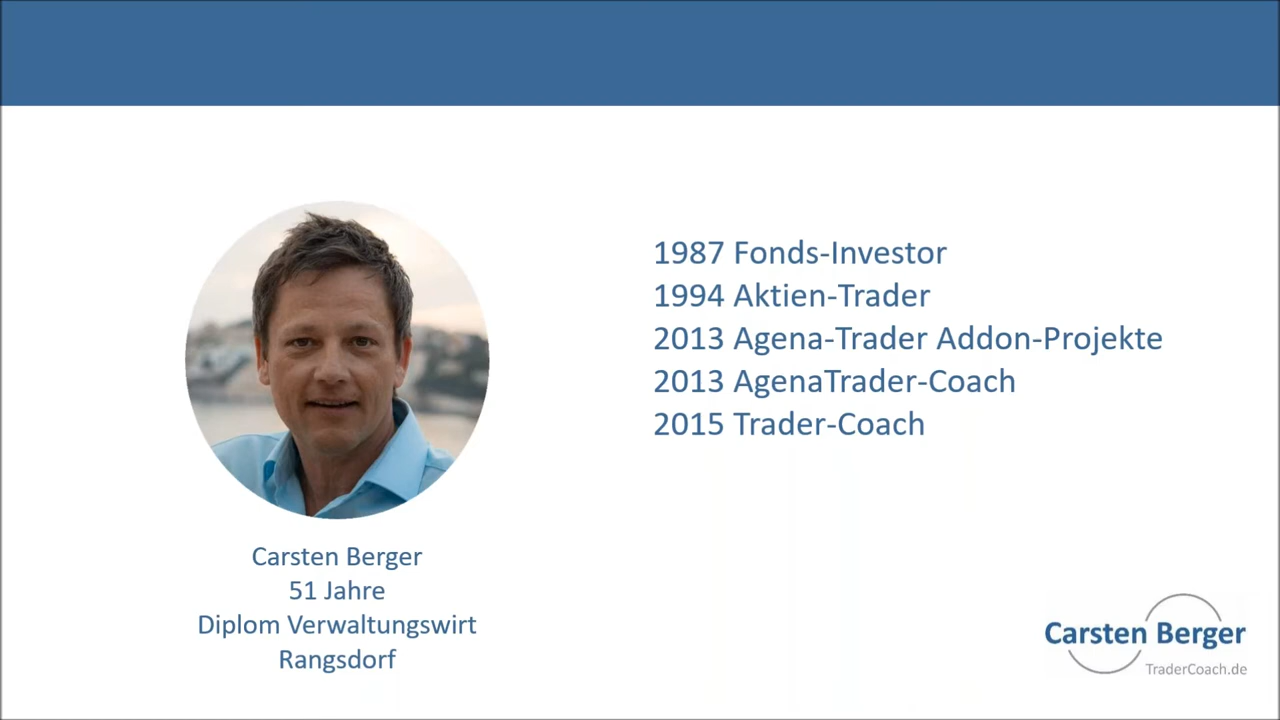 1987 Fonds-Investor
1994 Aktien-Trader
2013 Agena-Trader Addon-Projekte
2013 AgenaTrader-Coach
2015 Trader-Coach
Carsten Berger
51 Jahre
Diplom Verwaltungswirt
Rangsdorf
Carsten Berger
TraderCoach.de